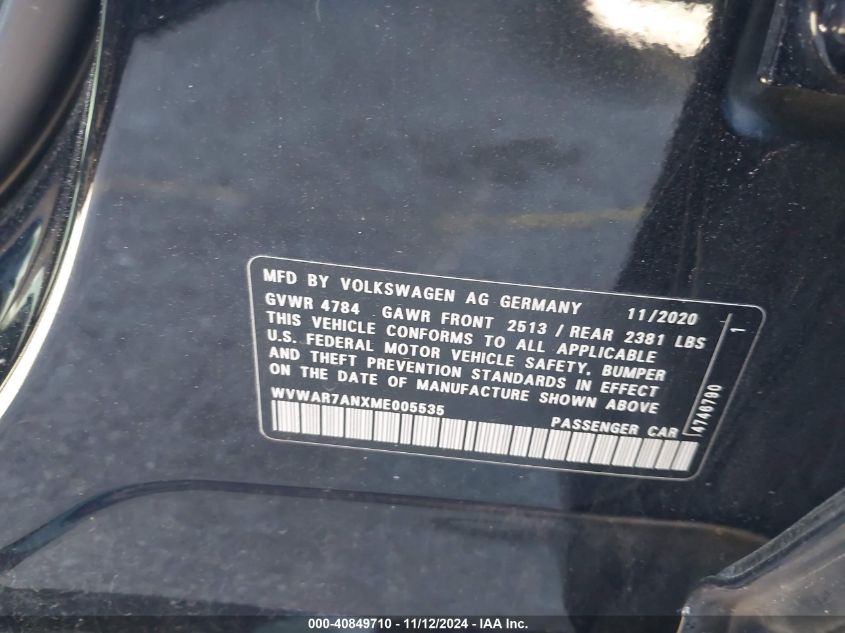 MFD BY VOLKSWAGEN AG GERMANY 11/2020
GVWR 4784 GAWR FRONT 2513 / REAR 2381 LBS
THIS VEHICLE CONFORMS TO ALL APPLICABLE
U.S. FEDERAL MOTOR VEHICLE SAFETY, BUMPER
AND THEFT PREVENTION STANDARDS IN EFFECT
ON THE DATE OF MANUFACTURE SHOWN ABOVE
WVWAR7ANXME005535
PASSENGER CAR
4746790
1
000-40849710 - 11/12/2024 - IAA Inc.